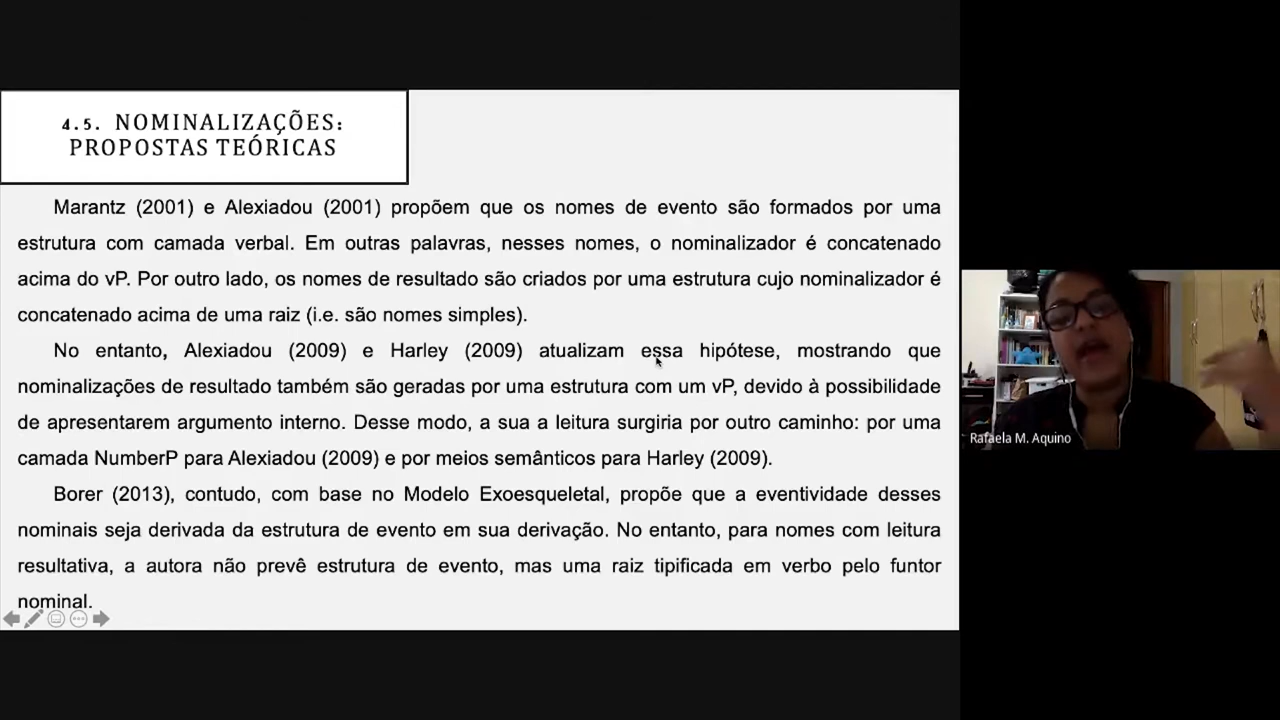 4.5. NOMINALIZAÇÕES:
PROPOSTAS TEÓRICAS
Marantz (2001) e Alexiadou (2001) propõem que os nomes de evento são formados por uma
estrutura com camada verbal. Em outras palavras, nesses nomes, o nominalizador é concatenado
acima do vP. Por outro lado, os nomes de resultado são criados por uma estrutura cujo nominalizador é
concatenado acima de uma raiz (i.e. são nomes simples).
No entanto, Alexiadou (2009) e Harley (2009) atualizam essa hipótese, mostrando que
nominalizações de resultado também são geradas por uma estrutura com um vP, devido à possibilidade
de apresentarem argumento interno. Desse modo, a sua a leitura surgiria por outro caminho: por uma
camada NumberP para Alexiadou (2009) e por meios semânticos para Harley (2009).
Borer (2013), contudo, com base no Modelo Exoesqueletal, propõe que a eventividade desses
nominais seja derivada da estrutura de evento em sua derivação. No entanto, para nomes com leitura
resultativa, a autora não prevê estrutura de evento, mas uma raiz tipificada em verbo pelo funtor
nominal.
Rafaela M. Aquino